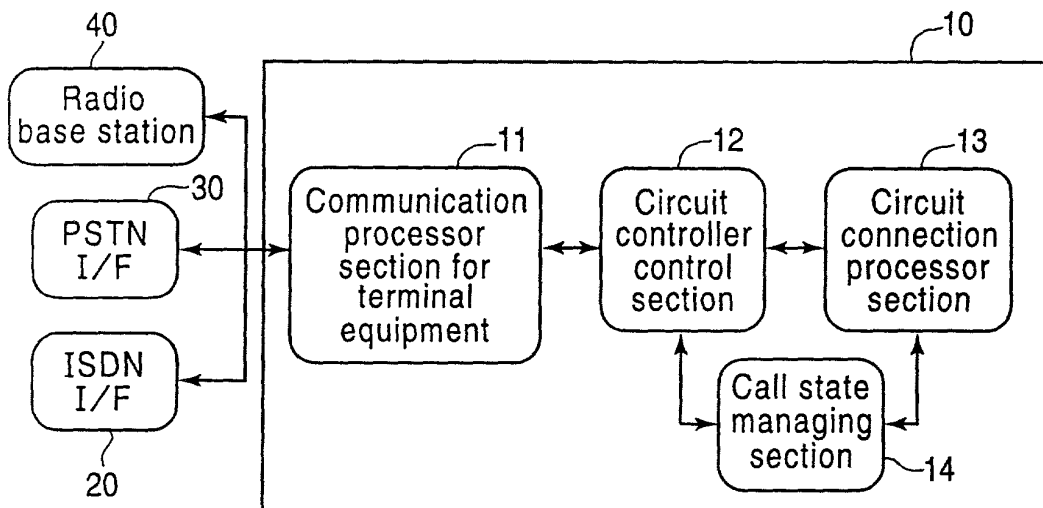 40
10
Radio
base station
11
12
13
30
Communication
processor
section for
terminal
equipment
Circuit
controller
control
section
Circuit
connection
processor
section
PSTN
I/F
ISDN
I/F
Call state
managing
section
20
14